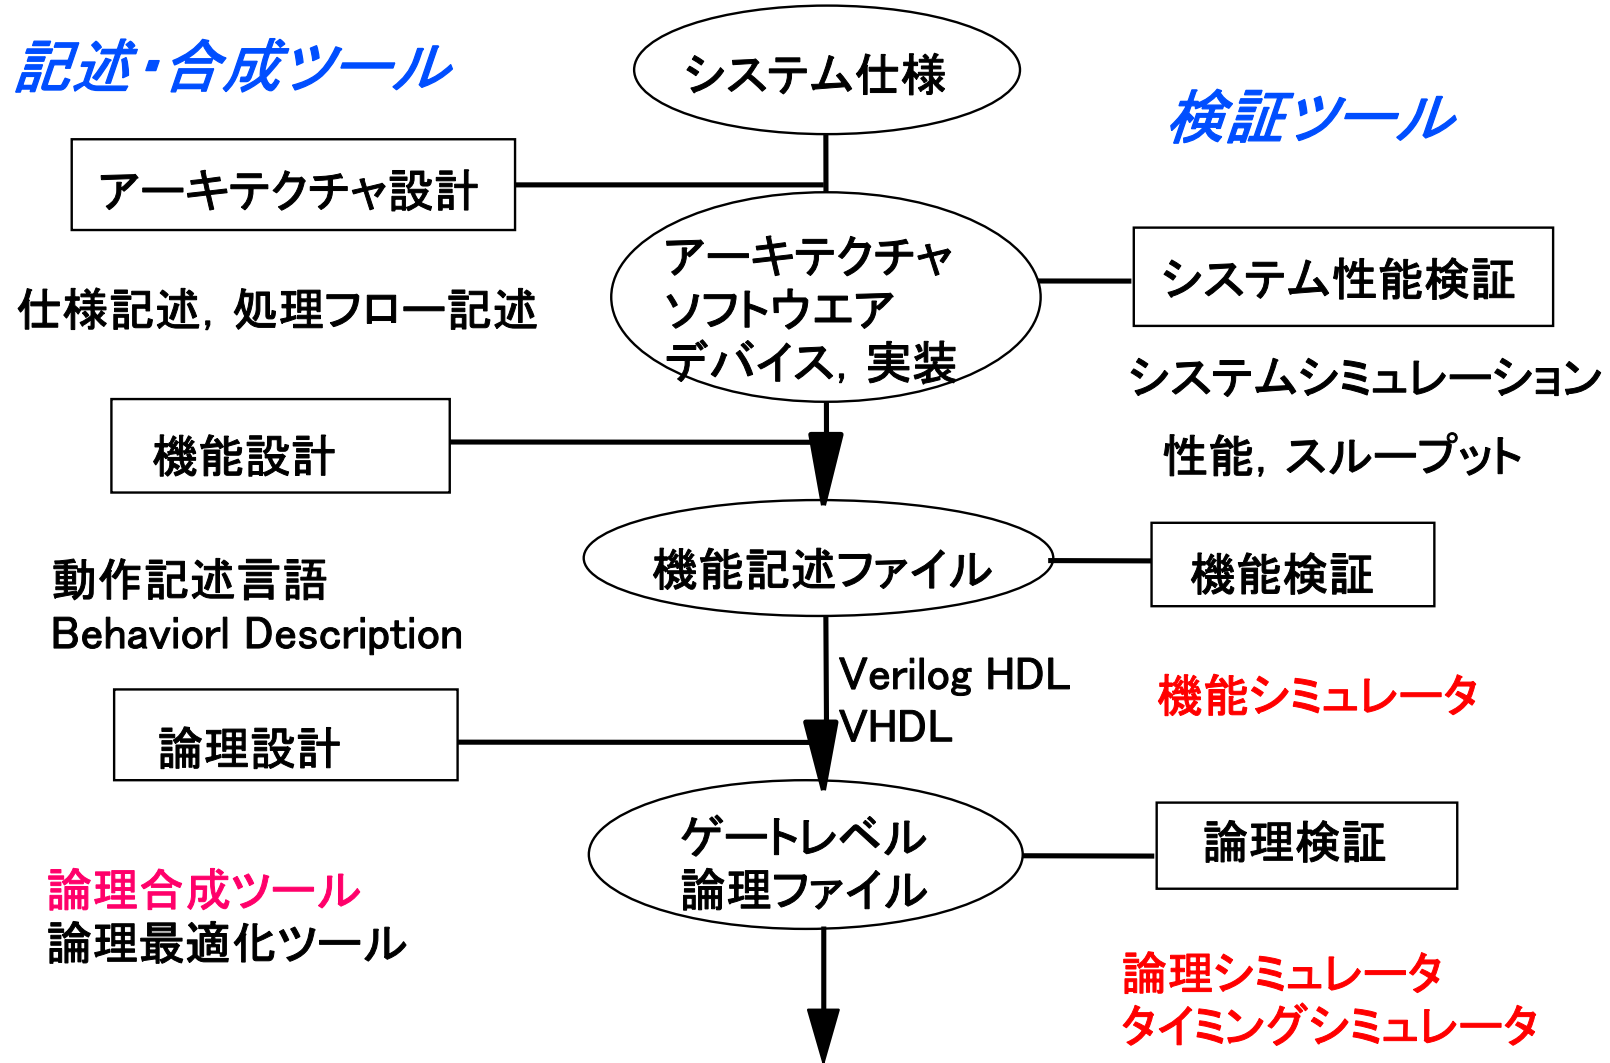 記述・合成ツール
システム仕様
検証ツール
アーキテクチャ設計
アーキテクチャ
ソフトウエア
デバイス, 実装
システム性能検証
仕様記述, 処理フロー記述
システムシミュレーション
性能, スループット
機能設計
機能記述ファイル
機能検証
動作記述言語
Behaviorl Description
Verilog HDL
VHDL
機能シミュレータ
論理設計
ゲートレベル
論理ファイル
論理検証
論理合成ツール
論理最適化ツール
論理シミュレータ
タイミングシミュレータ